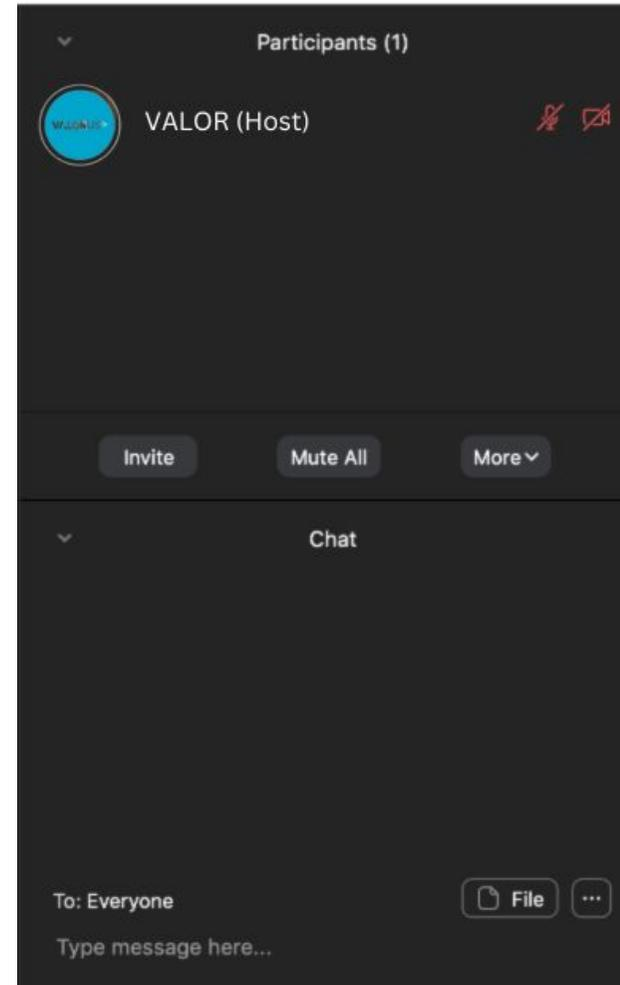 Participants (1)
VALOR (Host)
Invite
Mute All
More
Chat
To: Everyone
File
Type message here...